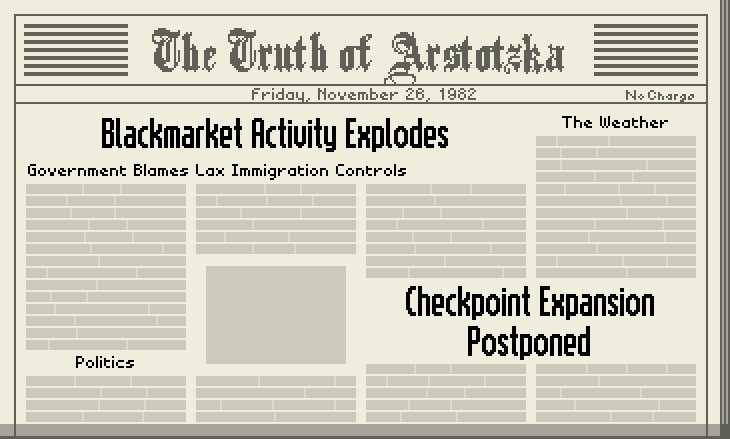 The Truth of Arstotzka
Friday, November 26, 1982
No Charge
Blackmarket Activity Explodes
Government Blames Lax Immigration Controls
The Weather
Checkpoint Expansion
Postponed
Politics